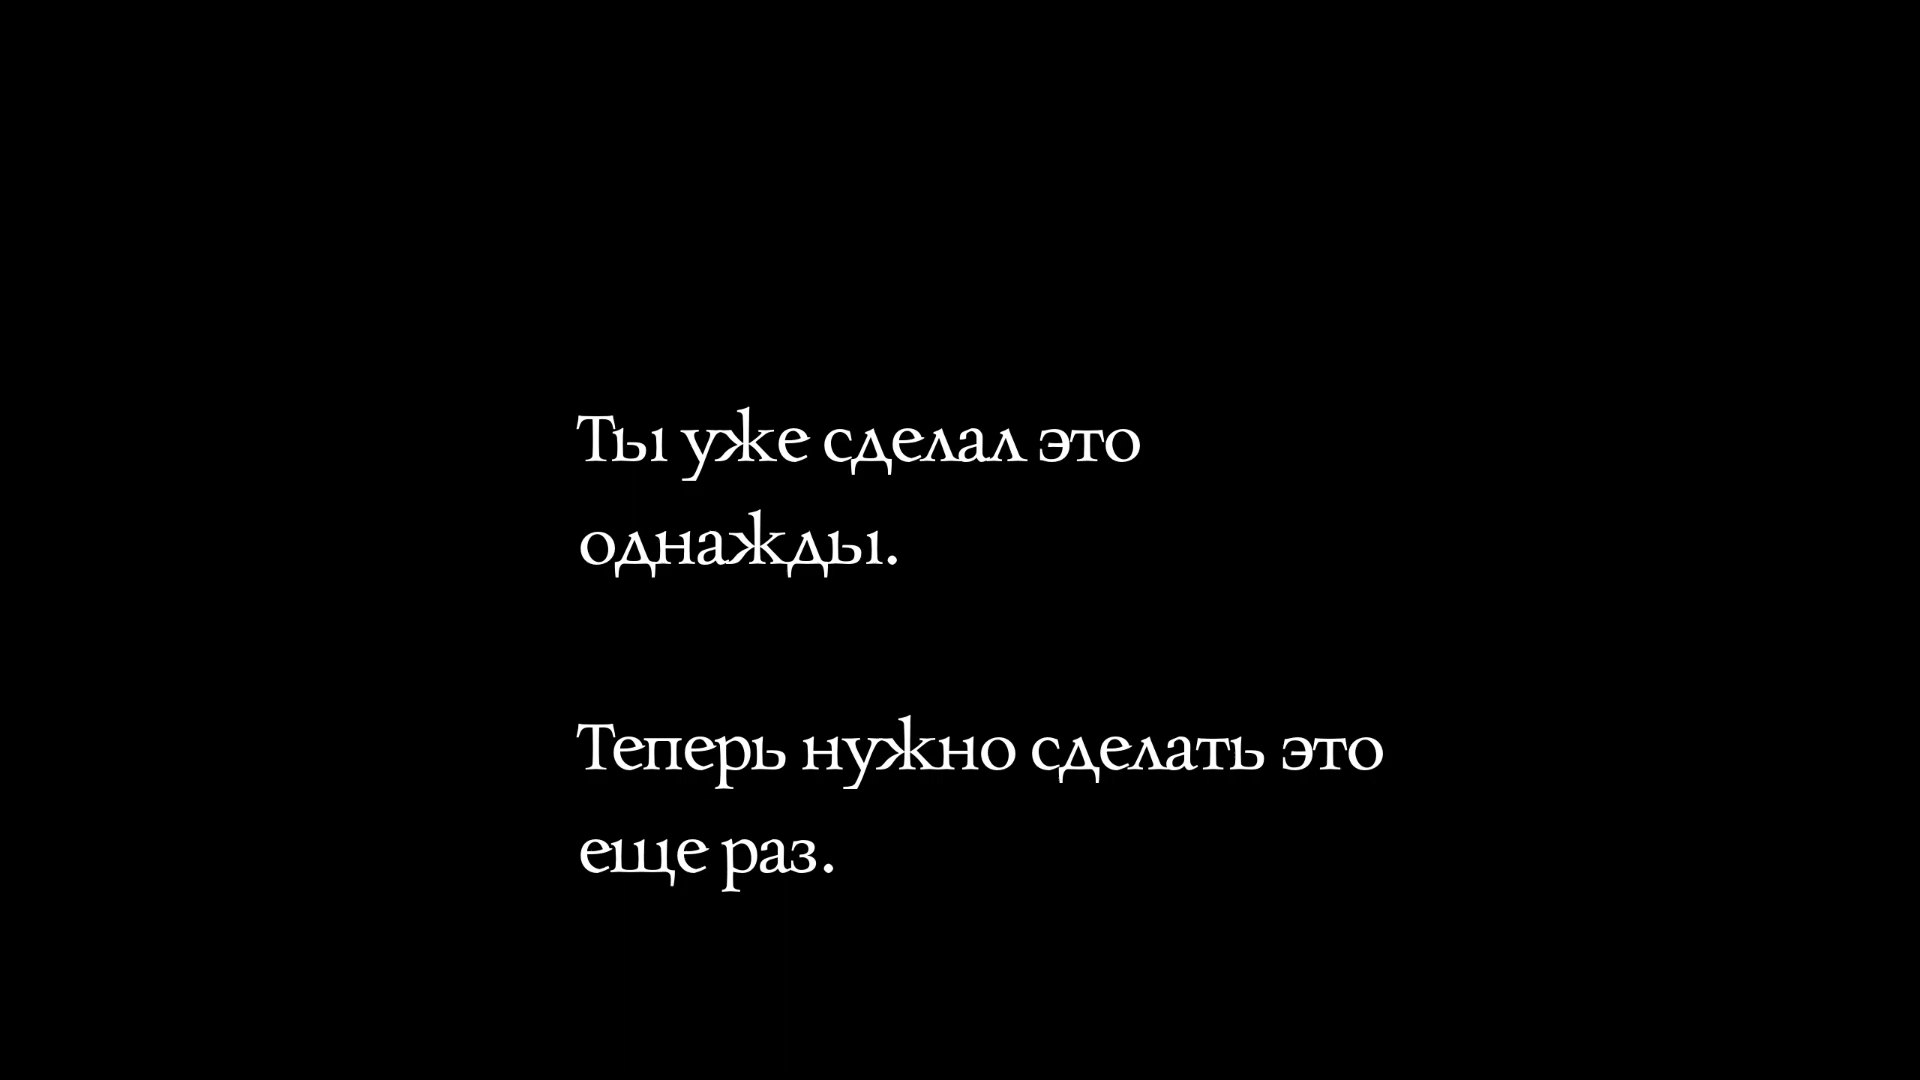 Ты уже сделал это
однажды.
Теперь нужно сделать это
еще раз.